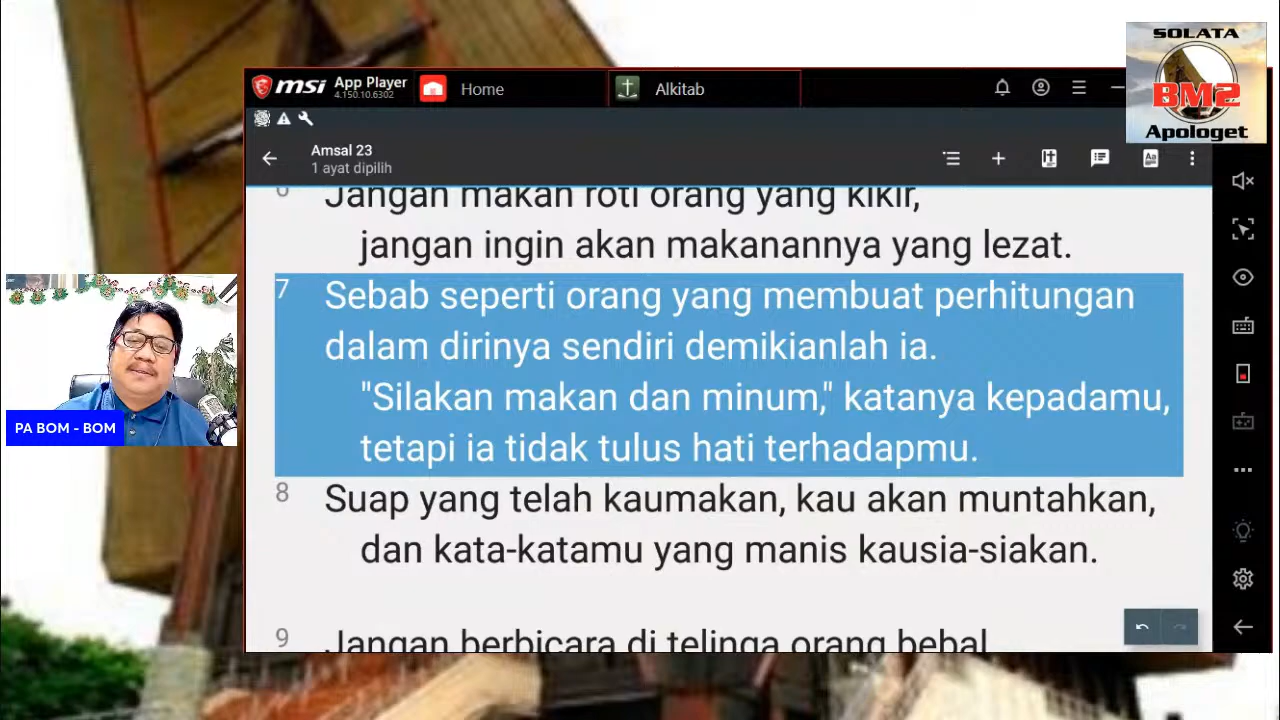 SOLATA
BM2
Apologet
msi App Player
4.150.10.6302
Home
Alkitab
Amsal 23
1 ayat dipilih
6 Jangan makan roti orang yang kikir,
jangan ingin akan makanannya yang lezat.
7 Sebab seperti orang yang membuat perhitungan
dalam dirinya sendiri demikianlah ia.
"Silakan makan dan minum," katanya kepadamu,
tetapi ia tidak tulus hati terhadapmu.
8 Suap yang telah kaumakan, kau akan muntahkan,
dan kata-katamu yang manis kausia-siakan.
9 Jangan berbicara di telinga orang bebal
PA BOM - BOM